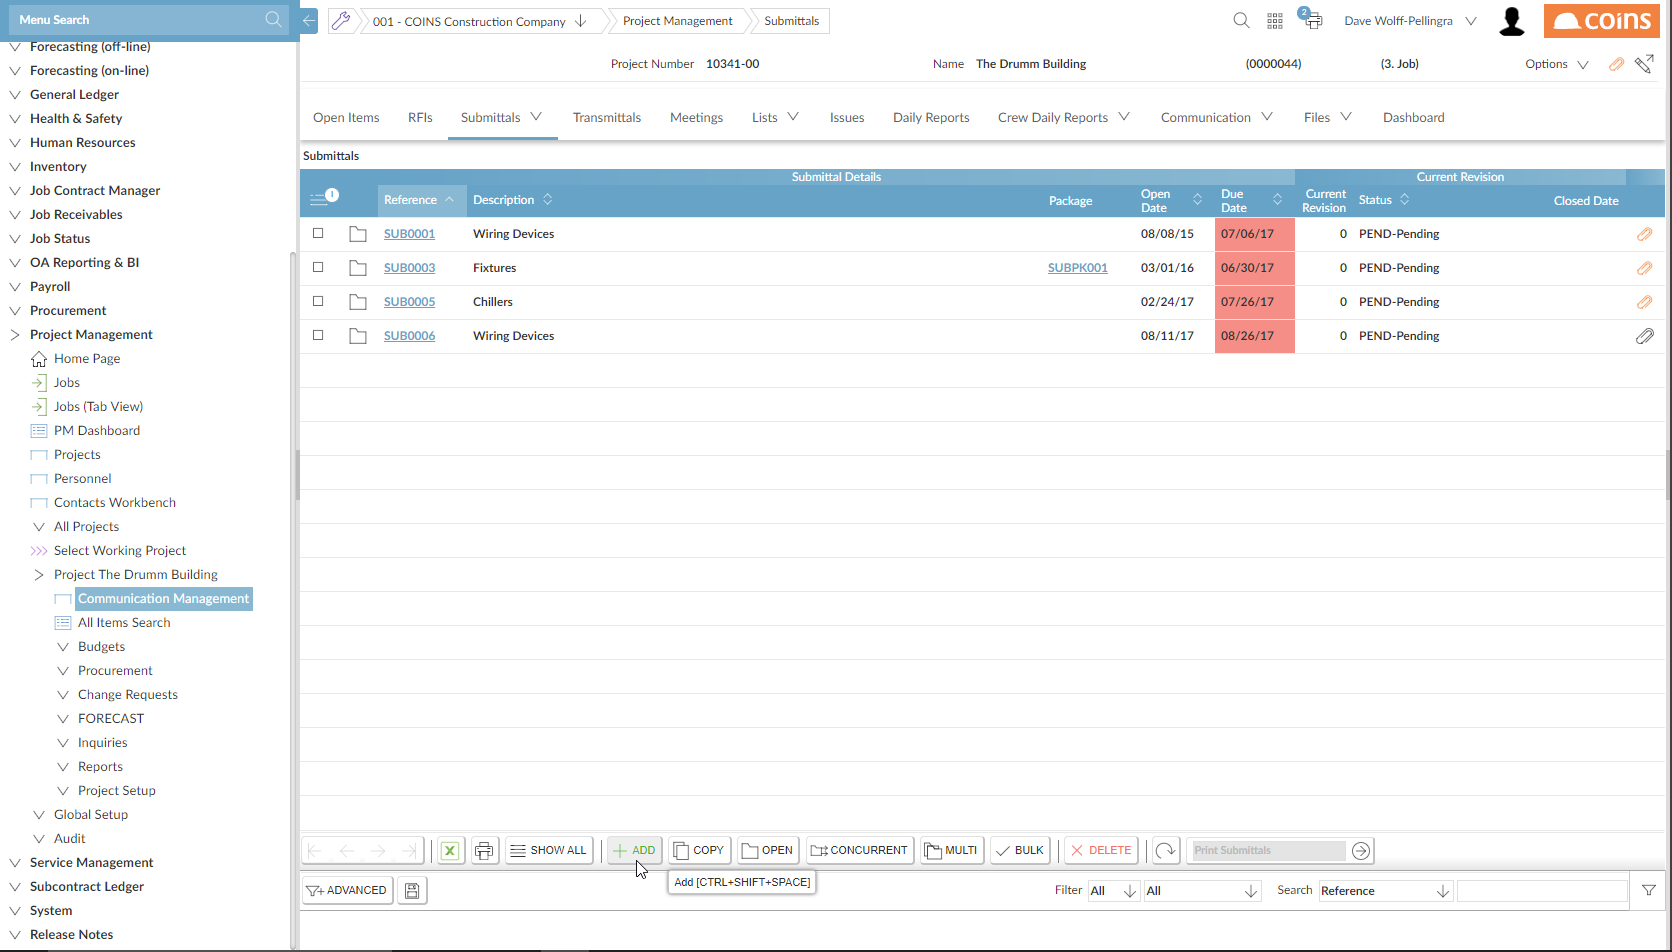 Menu Search
Forecasting (off-line)
Forecasting (on-line)
General Ledger
Health & Safety
Human Resources
Inventory
Job Contract Manager
Job Receivables
Job Status
OA Reporting & BI
Payroll
Procurement
Project Management
Home Page
Jobs
Jobs (Tab View)
PM Dashboard
Projects
Personnel
Contacts Workbench
All Projects
Select Working Project
Project The Drumm Building
Communication Management
All Items Search
Budgets
Procurement
Change Requests
FORECAST
Inquiries
Reports
Project Setup
Global Setup
Audit
Service Management
Subcontract Ledger
System
Release Notes
001 - COINS Construction Company Project Management Submittals
2 Dave Wolff-Pellingra coins
Project Number 10341-00 Name The Drumm Building (0000044) (3. Job) Options
Open Items RFIs Submittals Transmittals Meetings Lists Issues Daily Reports Crew Daily Reports Communication Files Dashboard
Submittals
Submittal Details Current Revision
1 Reference Description Package Open Date Due Date Current Revision Status Closed Date
SUB0001 Wiring Devices 08/08/15 07/06/17 0 PEND-Pending
SUB0003 Fixtures SUBPK001 03/01/16 06/30/17 0 PEND-Pending
SUB0005 Chillers 02/24/17 07/26/17 0 PEND-Pending
SUB0006 Wiring Devices 08/11/17 08/26/17 0 PEND-Pending
X SHOW ALL ADD COPY OPEN CONCURRENT MULTI BULK DELETE Print Submittals
Add [CTRL+SHIFT+SPACE]
ADVANCED Filter All All Search Reference